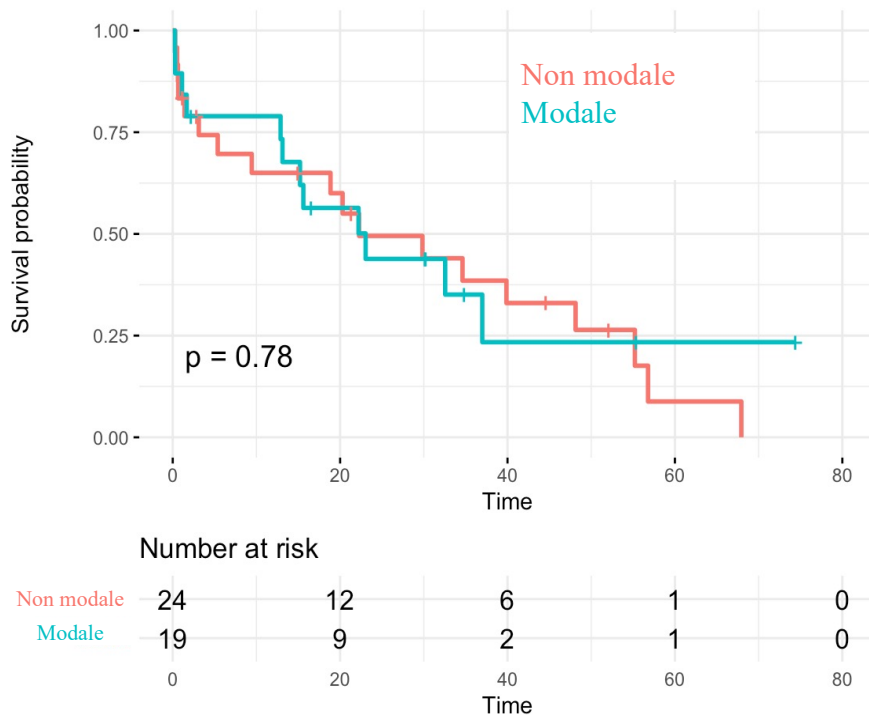 1.00
0.75
0.50
0.25
0.00
Survival probability
Non modale
Modale
p = 0.78
0 20 40 60 80
Time
Number at risk
Non modale 24 12 6 1 0
Modale 19 9 2 1 0
0 20 40 60 80
Time